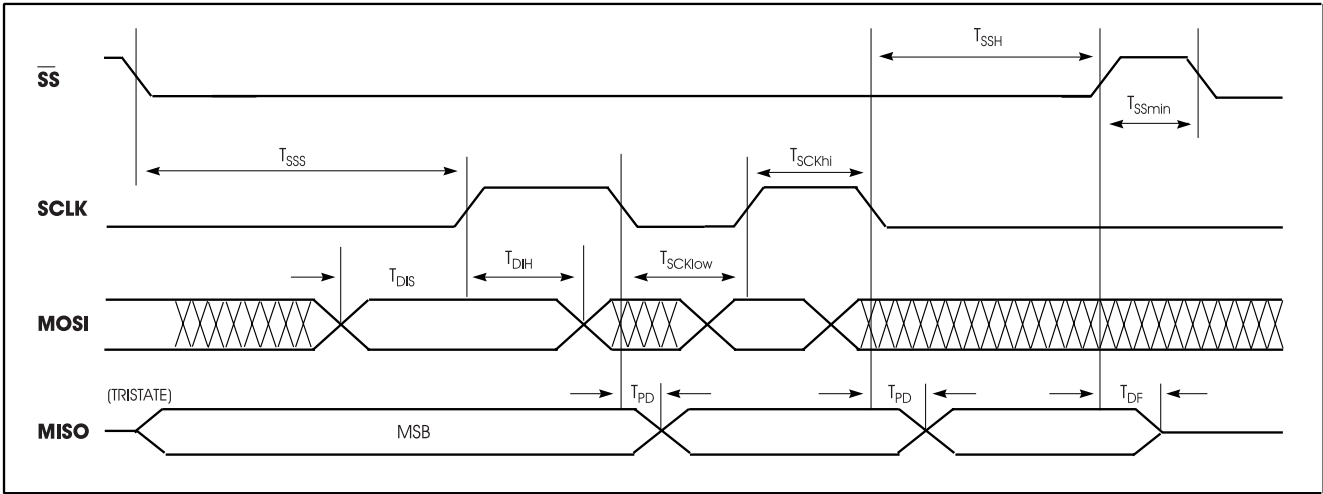 T_SSH
SS
T_SSmin
T_SSS
T_SCKhi
SCLK
T_DIH
T_DIS
T_SCKlow
MOSI
(TRISTATE)
T_PD
T_PD
T_DF
MISO
MSB